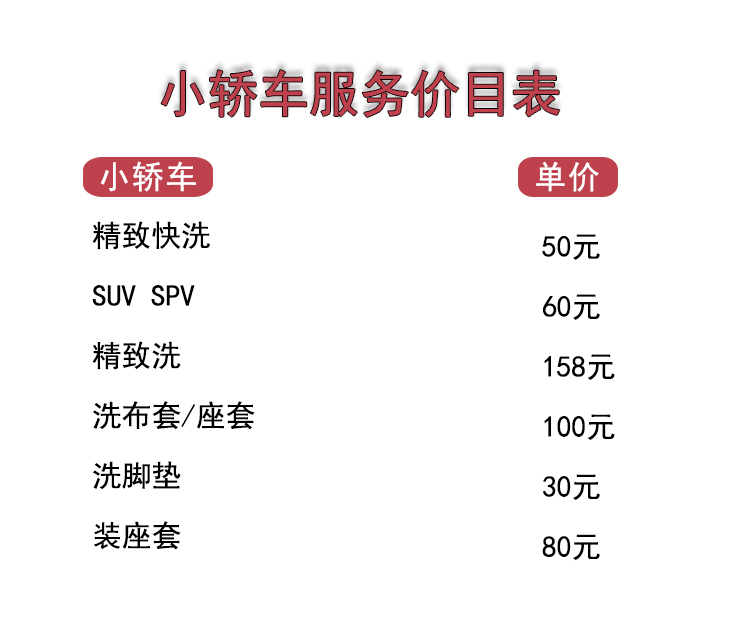 小轿车服务价目表
小轿车 单价
精致快洗 50元
SUV SPV 60元
精致洗 158元
洗布套/座套 100元
洗脚垫 30元
装座套 80元